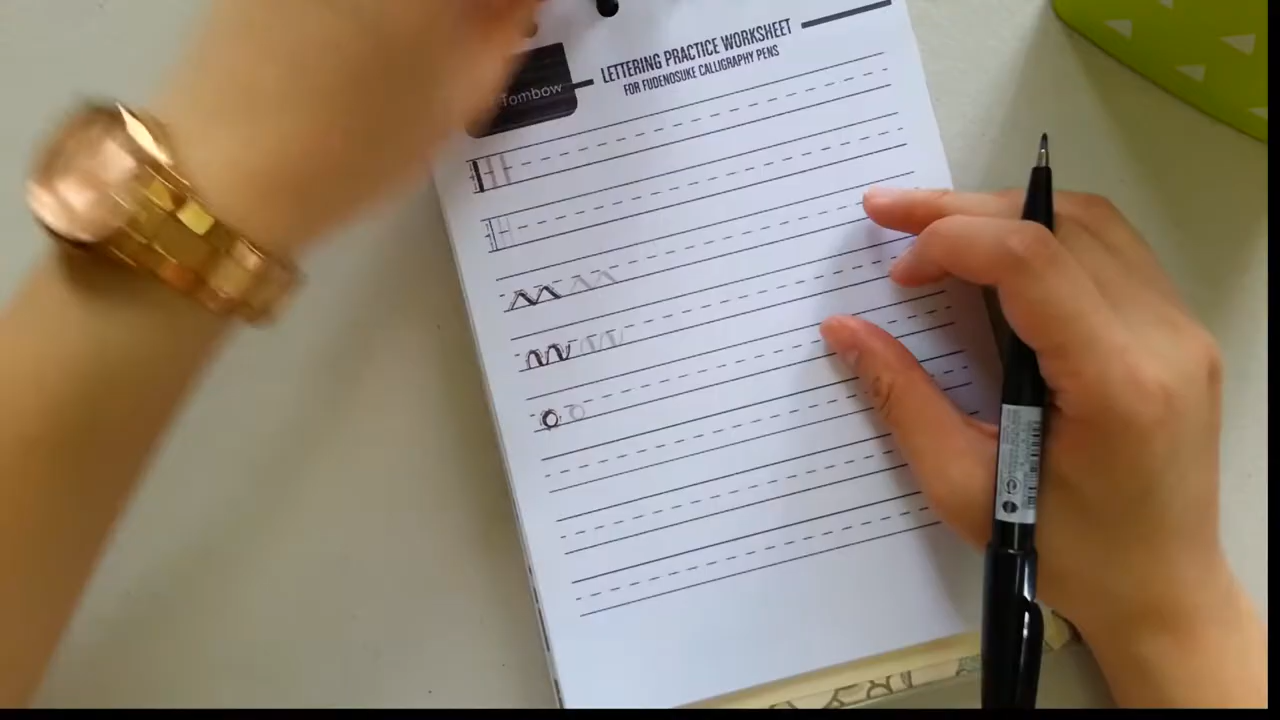 Tombow
LETTERING PRACTICE WORKSHEET
FOR FUDENOSUKE CALLIGRAPHY PENS